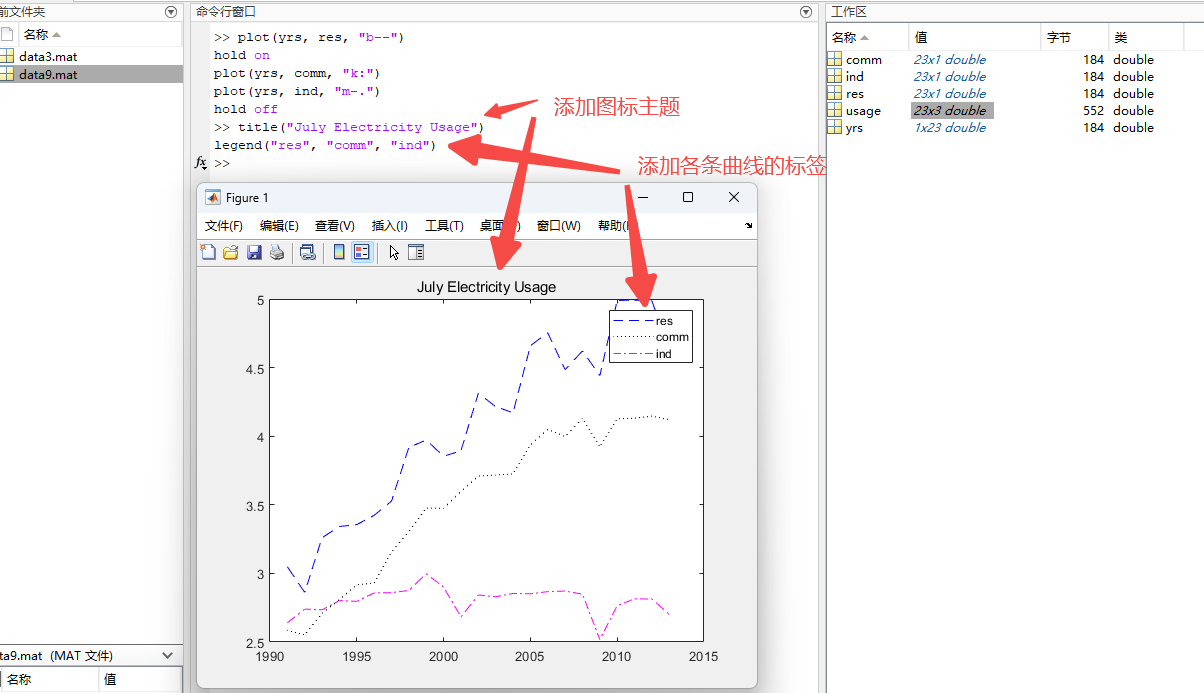 前文件夹
名称
data3.mat
data9.mat
ta9.mat (MAT 文件)
名称
值
命令行窗口
>> plot(yrs, res, "b--")
hold on
plot(yrs, comm, "k:")
plot(yrs, ind, "m-.")
hold off
>> title("July Electricity Usage")
legend("res", "comm", "ind")
fx >>
添加图标主题
添加各条曲线的标签
Figure 1
文件(F) 编辑(E) 查看(V) 插入(I) 工具(T) 桌面 窗口(W) 帮助(
July Electricity Usage
5
4.5
4
3.5
3
2.5
1990 1995 2000 2005 2010 2015
res
comm
ind
工作区
名称 值 字节 类
comm 23x1 double 184 double
ind 23x1 double 184 double
res 23x1 double 184 double
usage 23x3 double 552 double
yrs 1x23 double 184 double